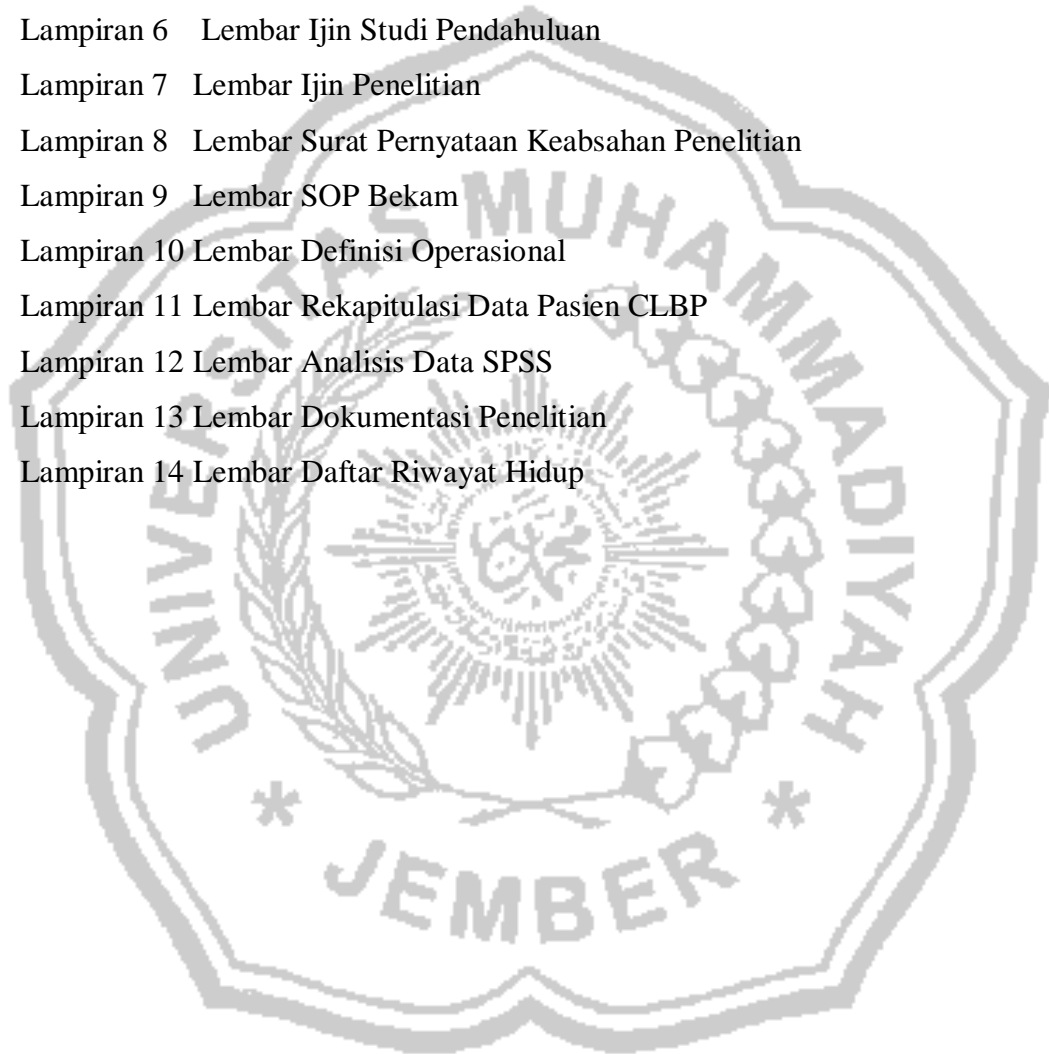 Lampiran 6 Lembar Ijin Studi Pendahuluan
Lampiran 7 Lembar Ijin Penelitian
Lampiran 8 Lembar Surat Pernyataan Keabsahan Penelitian
Lampiran 9 Lembar SOP Bekam
Lampiran 10 Lembar Definisi Operasional
Lampiran 11 Lembar Rekapitulasi Data Pasien CLBP
Lampiran 12 Lembar Analisis Data SPSS
Lampiran 13 Lembar Dokumentasi Penelitian
Lampiran 14 Lembar Daftar Riwayat Hidup
UNIVERSITAS MUHAMMADIYAH
* JEMBER *